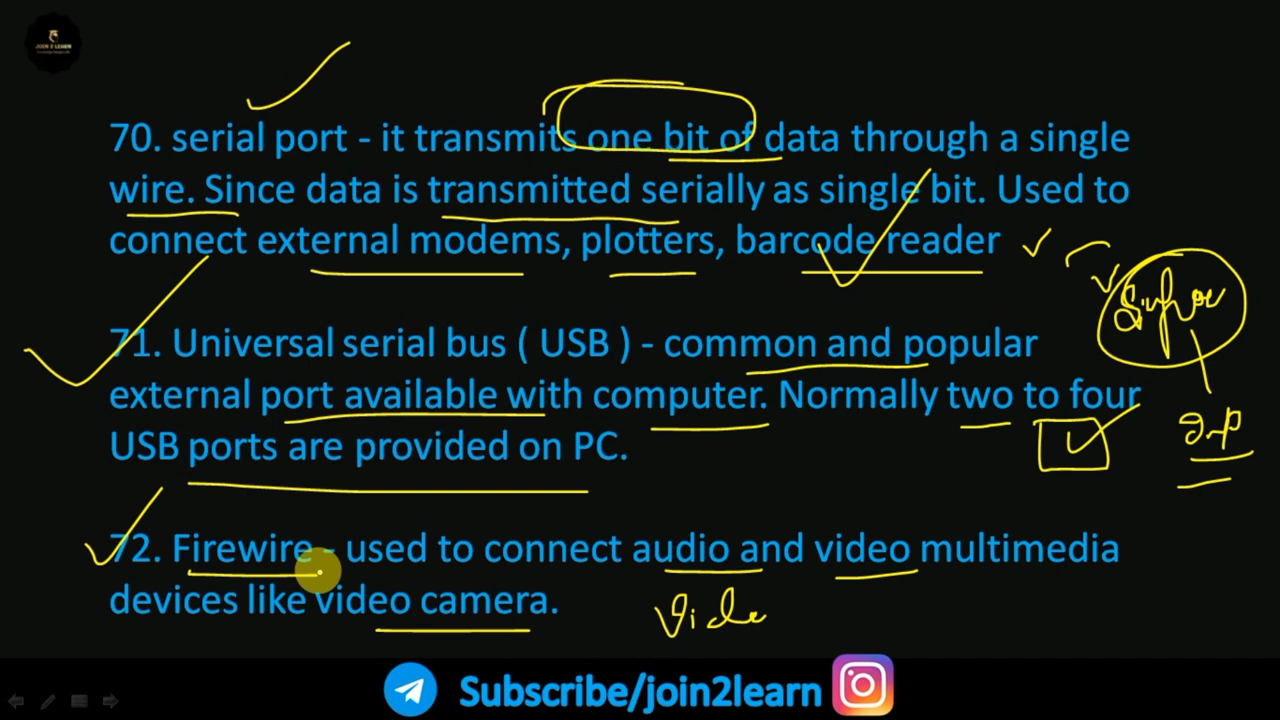 JOIN 2 LEARN
70. serial port - it transmits one bit of data through a single
wire. Since data is transmitted serially as single bit. Used to
connect external modems, plotters, barcode reader
71. Universal serial bus ( USB ) - common and popular
external port available with computer. Normally two to four
USB ports are provided on PC.
72. Firewire - used to connect audio and video multimedia
devices like video camera.
Subscribe/join2learn